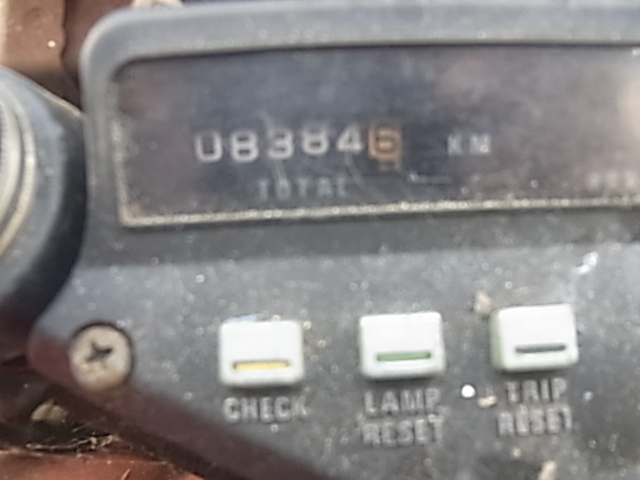 083846 KM
TOTAL
CHECK
LAMP
RESET
TRIP
RESET